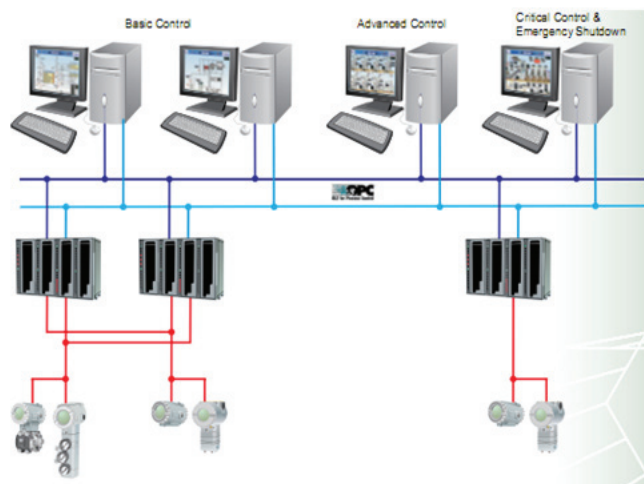 Basic Control
Advanced Control
Critical Control &
Emergency Shutdown
OPC